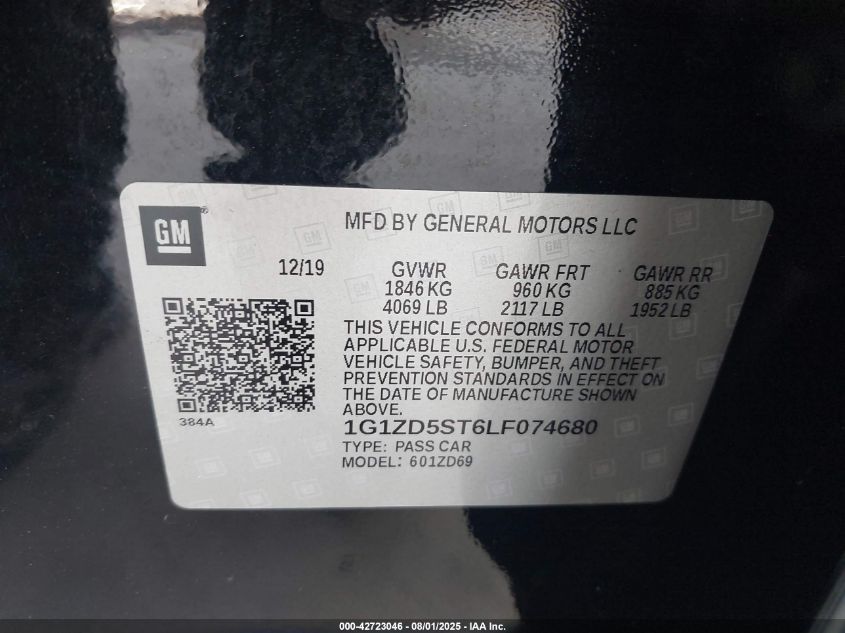 GM
MFD BY GENERAL MOTORS LLC
12/19
GVWR GAWR FRT GAWR RR
1846 KG 960 KG 885 KG
4069 LB 2117 LB 1952 LB
THIS VEHICLE CONFORMS TO ALL
APPLICABLE U.S. FEDERAL MOTOR
VEHICLE SAFETY, BUMPER, AND THEFT
PREVENTION STANDARDS IN EFFECT ON
THE DATE OF MANUFACTURE SHOWN
ABOVE.
384A
1G1ZD5ST6LF074680
TYPE: PASS CAR
MODEL: 601ZD69
000-42723046 - 08/01/2025 - IAA Inc.